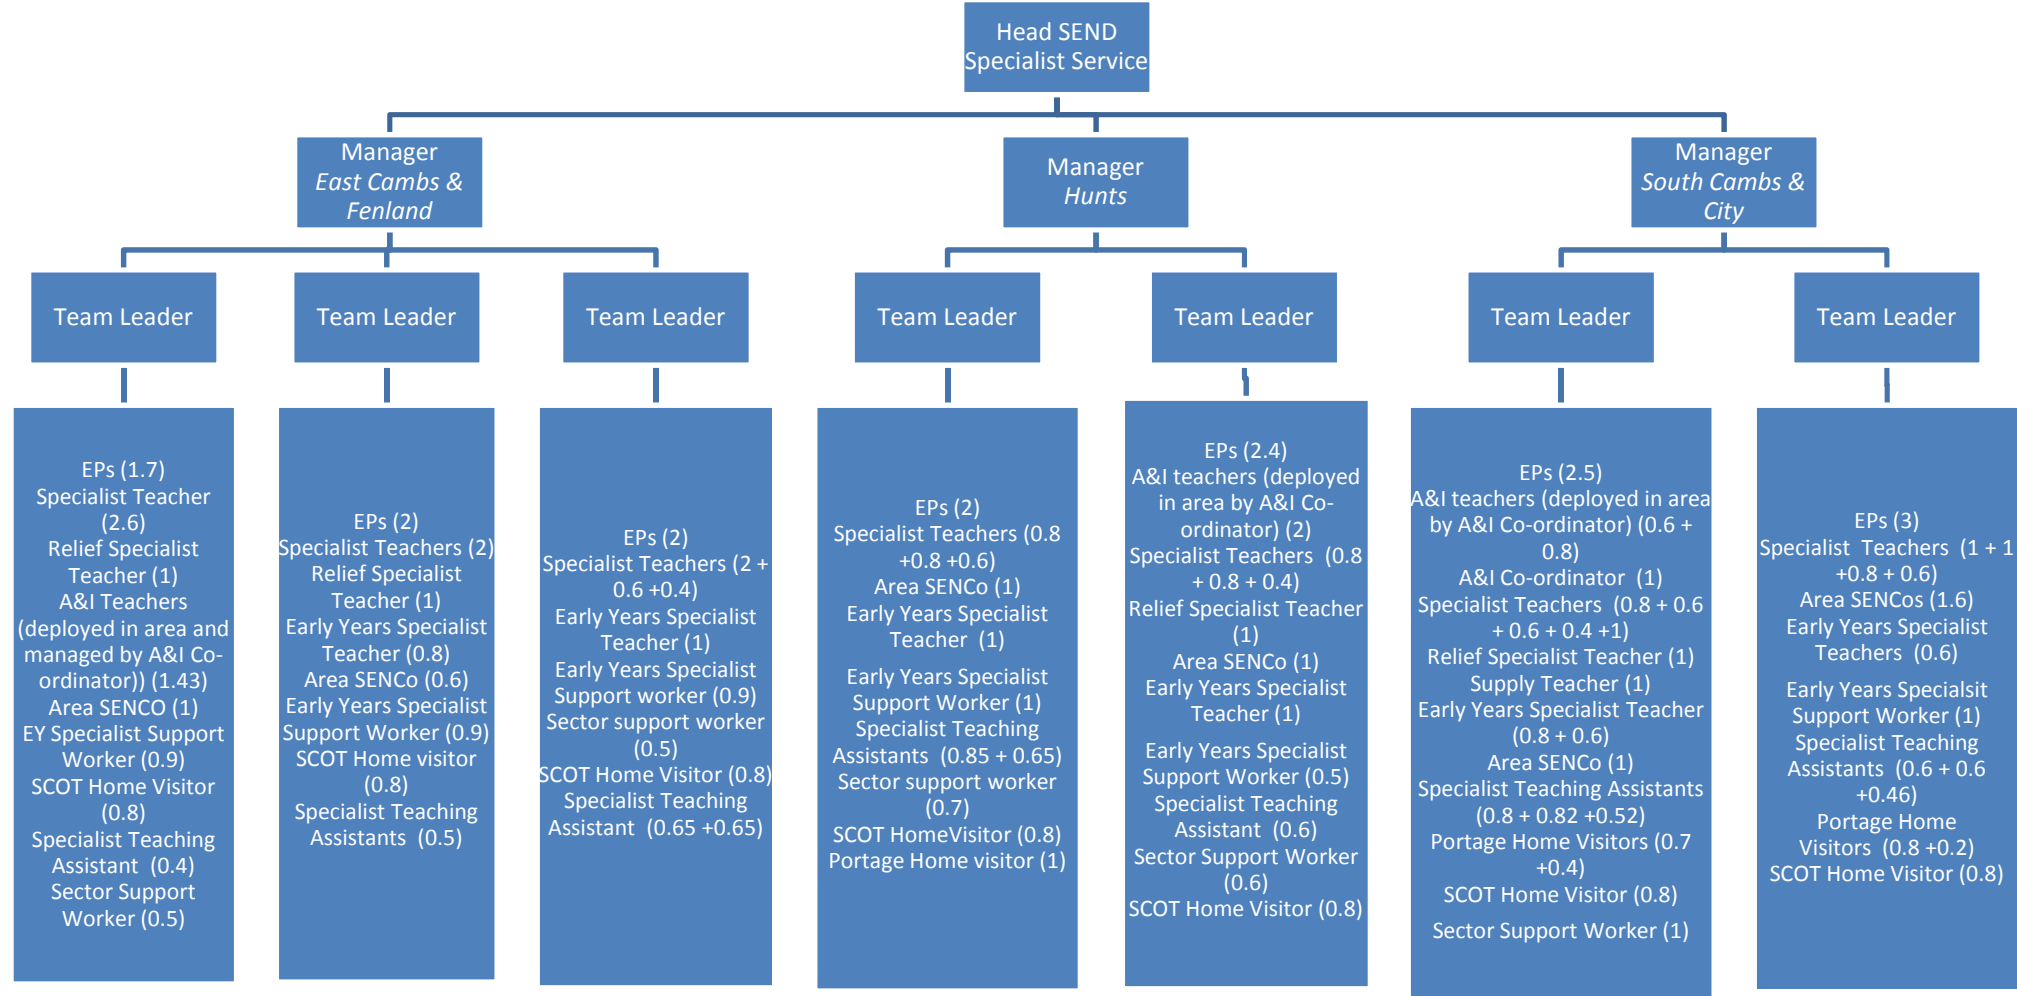 Head SEND
Specialist Service
Manager
East Cambs &
Fenland
Manager
Hunts
Manager
South Cambs &
City
Team Leader
Team Leader
Team Leader
Team Leader
Team Leader
Team Leader
Team Leader
EPs (1.7)
Specialist Teacher
(2.6)
Relief Specialist
Teacher (1)
A&I Teachers
(deployed in area and
managed by A&I Co-
ordinator)) (1.43)
Area SENCO (1)
EY Specialist Support
Worker (0.9)
SCOT Home Visitor
(0.8)
Specialist Teaching
Assistant (0.4)
Sector Support
Worker (0.5)
EPs (2)
Specialist Teachers (2)
Relief Specialist
Teacher (1)
Early Years Specialist
Teacher (0.8)
Area SENCo (0.6)
Early Years Specialist
Support Worker (0.9)
SCOT Home visitor
(0.8)
Specialist Teaching
Assistants (0.5)
EPs (2)
Specialist Teachers (2 +
0.6 +0.4)
Early Years Specialist
Teacher (1)
Early Years Specialist
Support worker (0.9)
Sector support worker
(0.5)
SCOT Home Visitor (0.8)
Specialist Teaching
Assistant (0.65 +0.65)
EPs (2)
Specialist Teachers (0.8
+0.8 +0.6)
Area SENCo (1)
Early Years Specialist
Teacher (1)
Early Years Specialist
Support Worker (1)
Specialist Teaching
Assistants (0.85 + 0.65)
Sector support worker
(0.7)
SCOT HomeVisitor (0.8)
Portage Home visitor (1)
EPs (2.4)
A&I teachers (deployed
in area by A&I Co-
ordinator) (2)
Specialist Teachers (0.8
+ 0.8 + 0.4)
Relief Specialist Teacher
(1)
Area SENCo (1)
Early Years Specialist
Teacher (1)
Early Years Specialist
Support Worker (0.5)
Specialist Teaching
Assistant (0.6)
Sector Support Worker
(0.6)
SCOT Home Visitor (0.8)
EPs (2.5)
A&I teachers (deployed in area
by A&I Co-ordinator) (0.6 +
0.8)
A&I Co-ordinator (1)
Specialist Teachers (0.8 + 0.6
+ 0.6 + 0.4 +1)
Relief Specialist Teacher (1)
Supply Teacher (1)
Early Years Specialist Teacher
(0.8 + 0.6)
Area SENCo (1)
Specialist Teaching Assistants
(0.8 + 0.82 +0.52)
Portage Home Visitors (0.7
+0.4)
SCOT Home Visitor (0.8)
Sector Support Worker (1)
EPs (3)
Specialist Teachers (1 + 1
+0.8 + 0.6)
Area SENCos (1.6)
Early Years Specialist
Teachers (0.6)
Early Years Specialsit
Support Worker (1)
Specialist Teaching
Assistants (0.6 + 0.6
+0.46)
Portage Home
Visitors (0.8 +0.2)
SCOT Home Visitor (0.8)